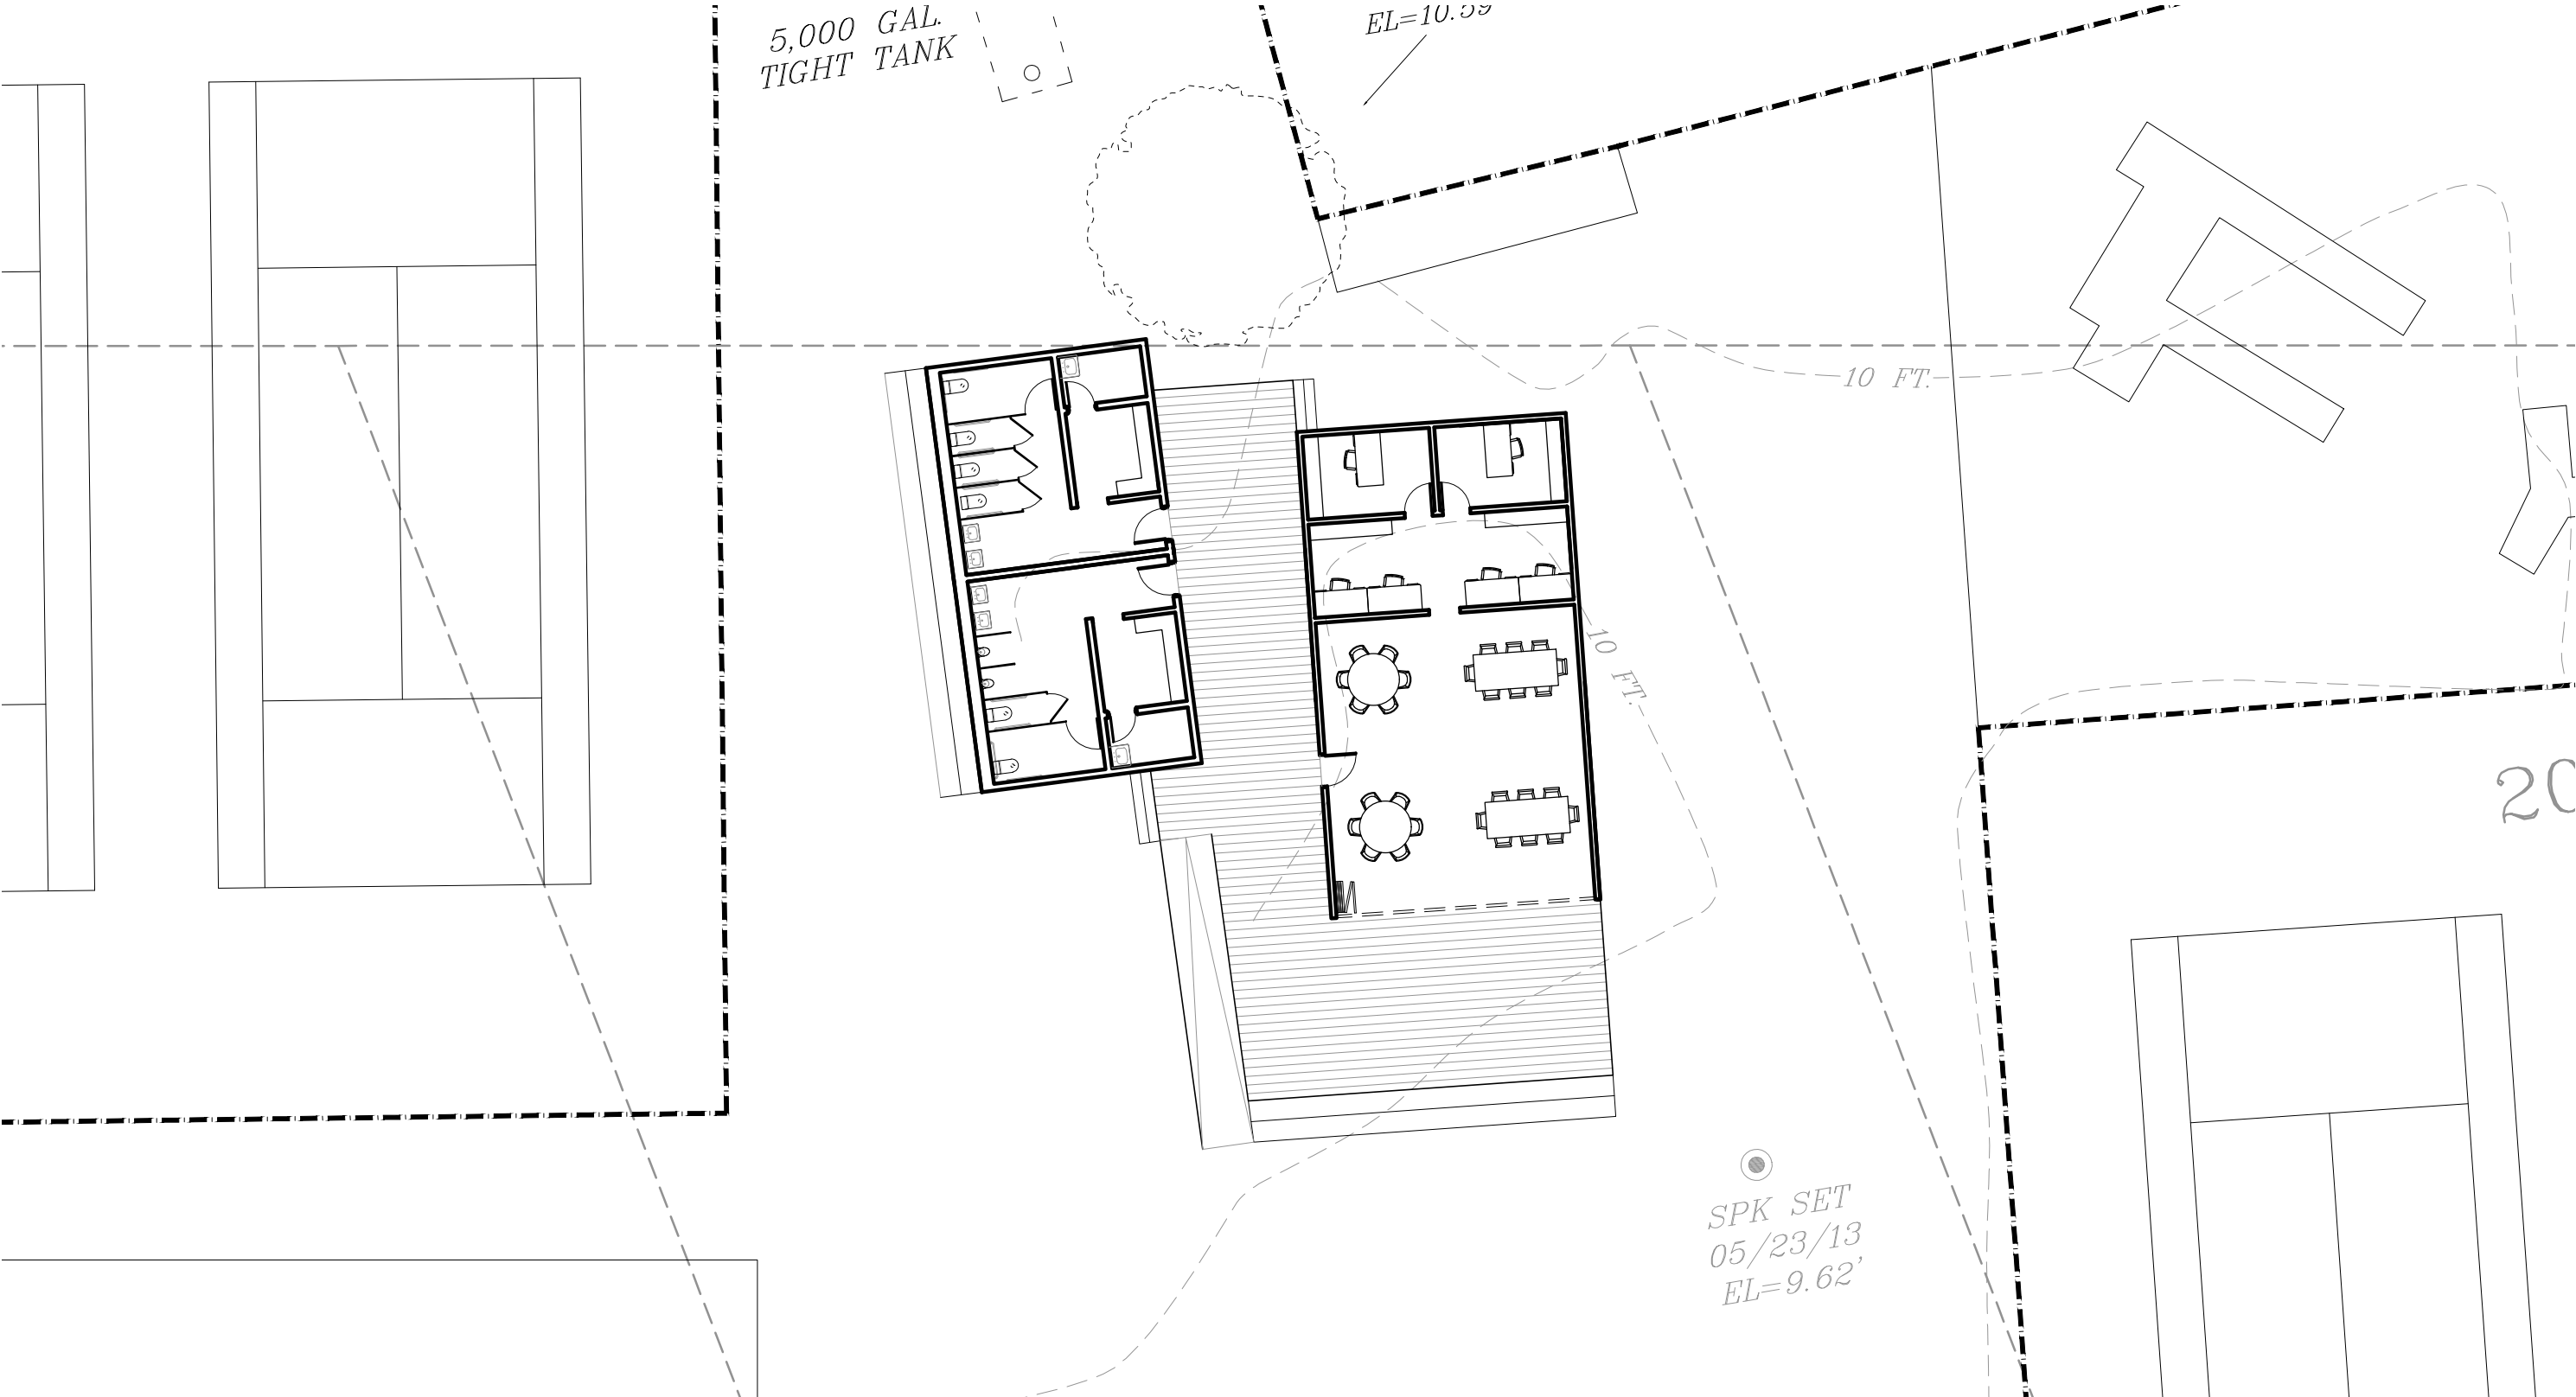 5,000 GAL.
TIGHT TANK
EL=10.59
10 FT.
10 FT.
20
SPK SET
05/23/13
EL=9.62'